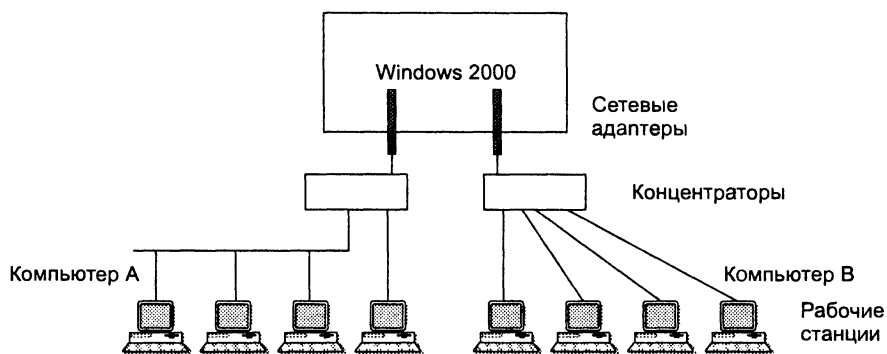 Windows 2000
Сетевые
адаптеры
Концентраторы
Компьютер А
Компьютер В
Рабочие
станции